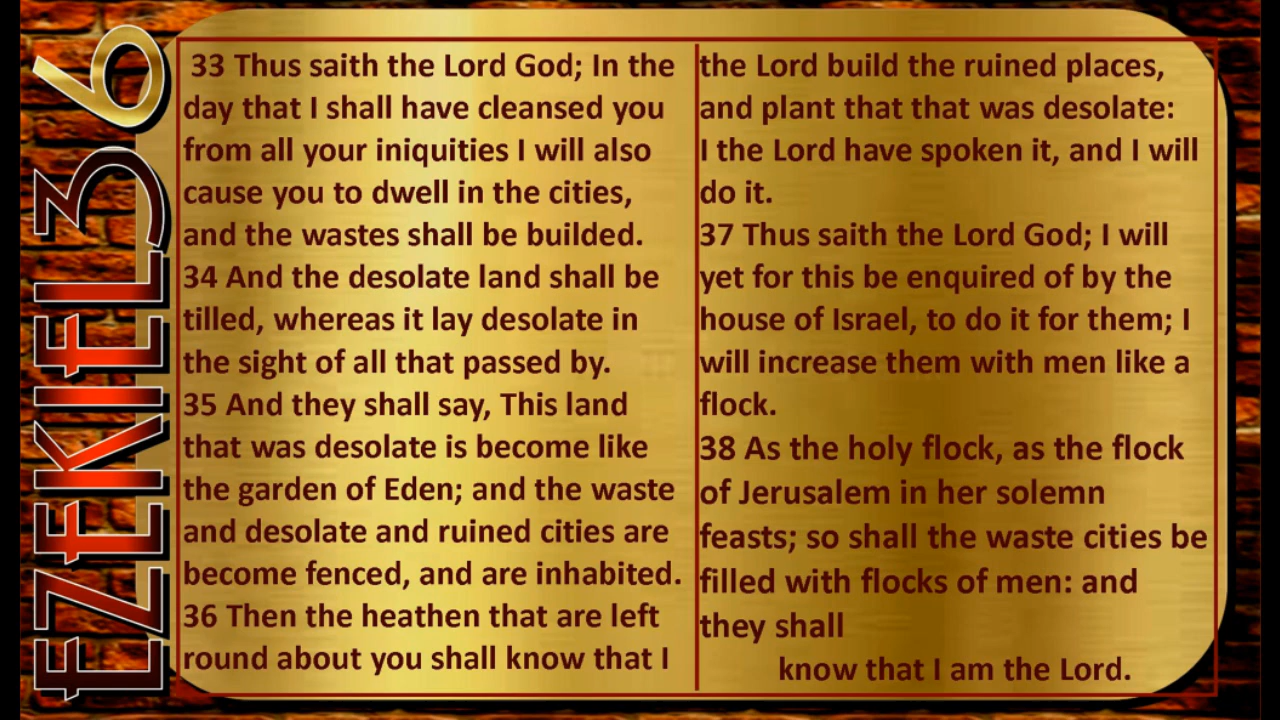 EZEKIEL36
33 Thus saith the Lord God; In the
day that I shall have cleansed you
from all your iniquities I will also
cause you to dwell in the cities,
and the wastes shall be builded.
34 And the desolate land shall be
tilled, whereas it lay desolate in
the sight of all that passed by.
35 And they shall say, This land
that was desolate is become like
the garden of Eden; and the waste
and desolate and ruined cities are
become fenced, and are inhabited.
36 Then the heathen that are left
round about you shall know that I
the Lord build the ruined places,
and plant that that was desolate:
I the Lord have spoken it, and I will
do it.
37 Thus saith the Lord God; I will
yet for this be enquired of by the
house of Israel, to do it for them; I
will increase them with men like a
flock.
38 As the holy flock, as the flock
of Jerusalem in her solemn
feasts; so shall the waste cities be
filled with flocks of men: and
they shall
know that I am the Lord.